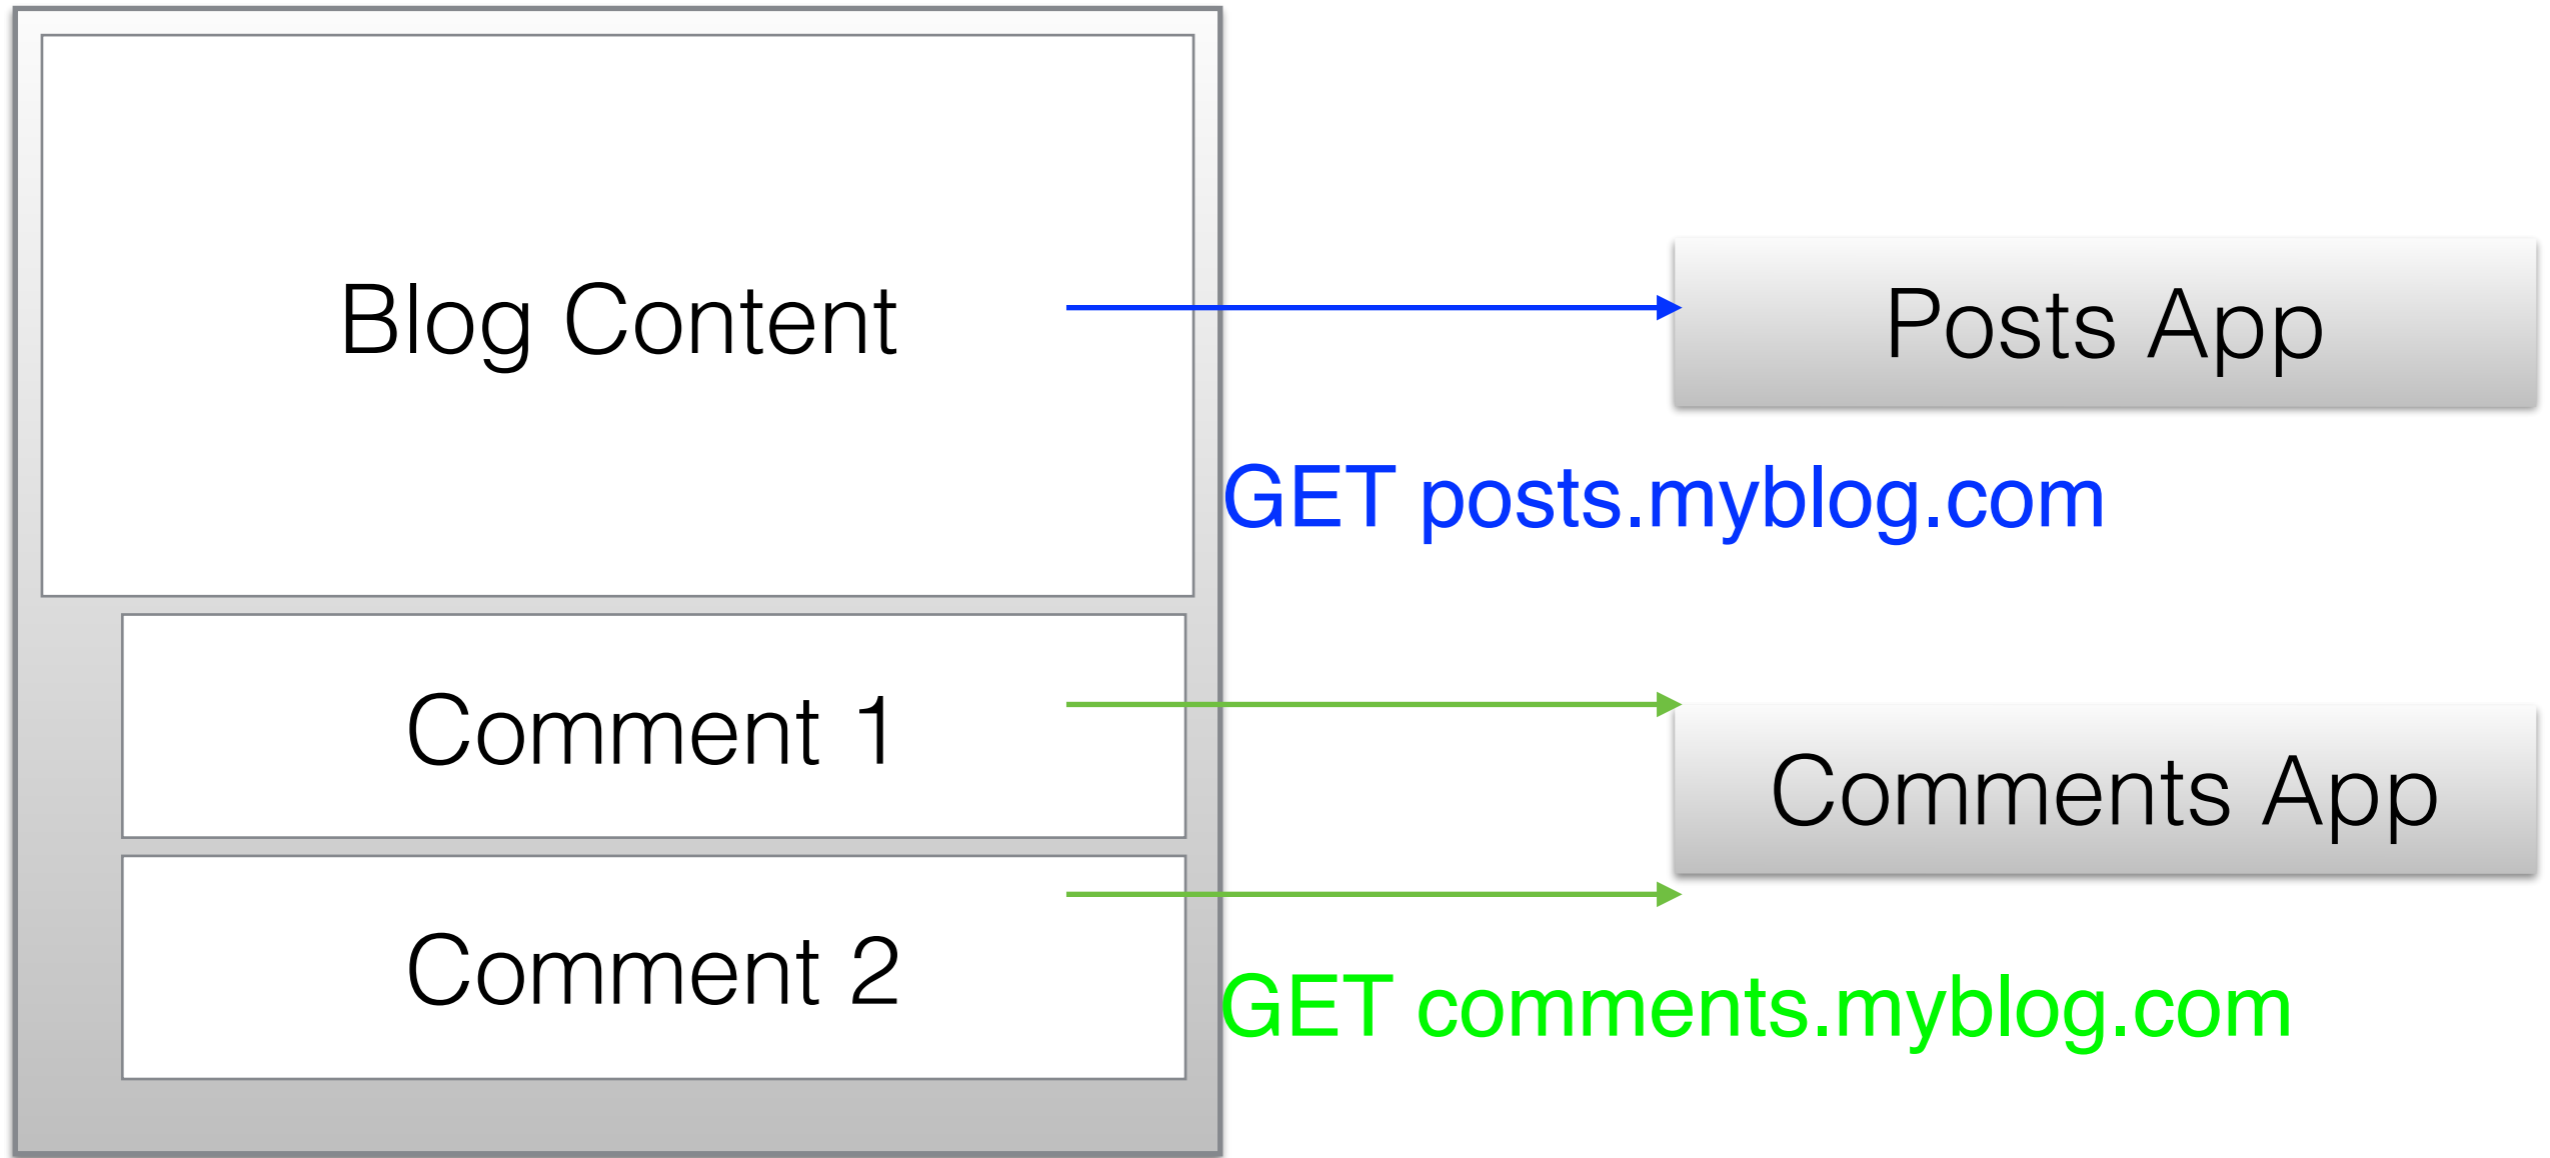 Blog Content
Posts App
GET posts.myblog.com
Comment 1
Comments App
Comment 2
GET comments.myblog.com